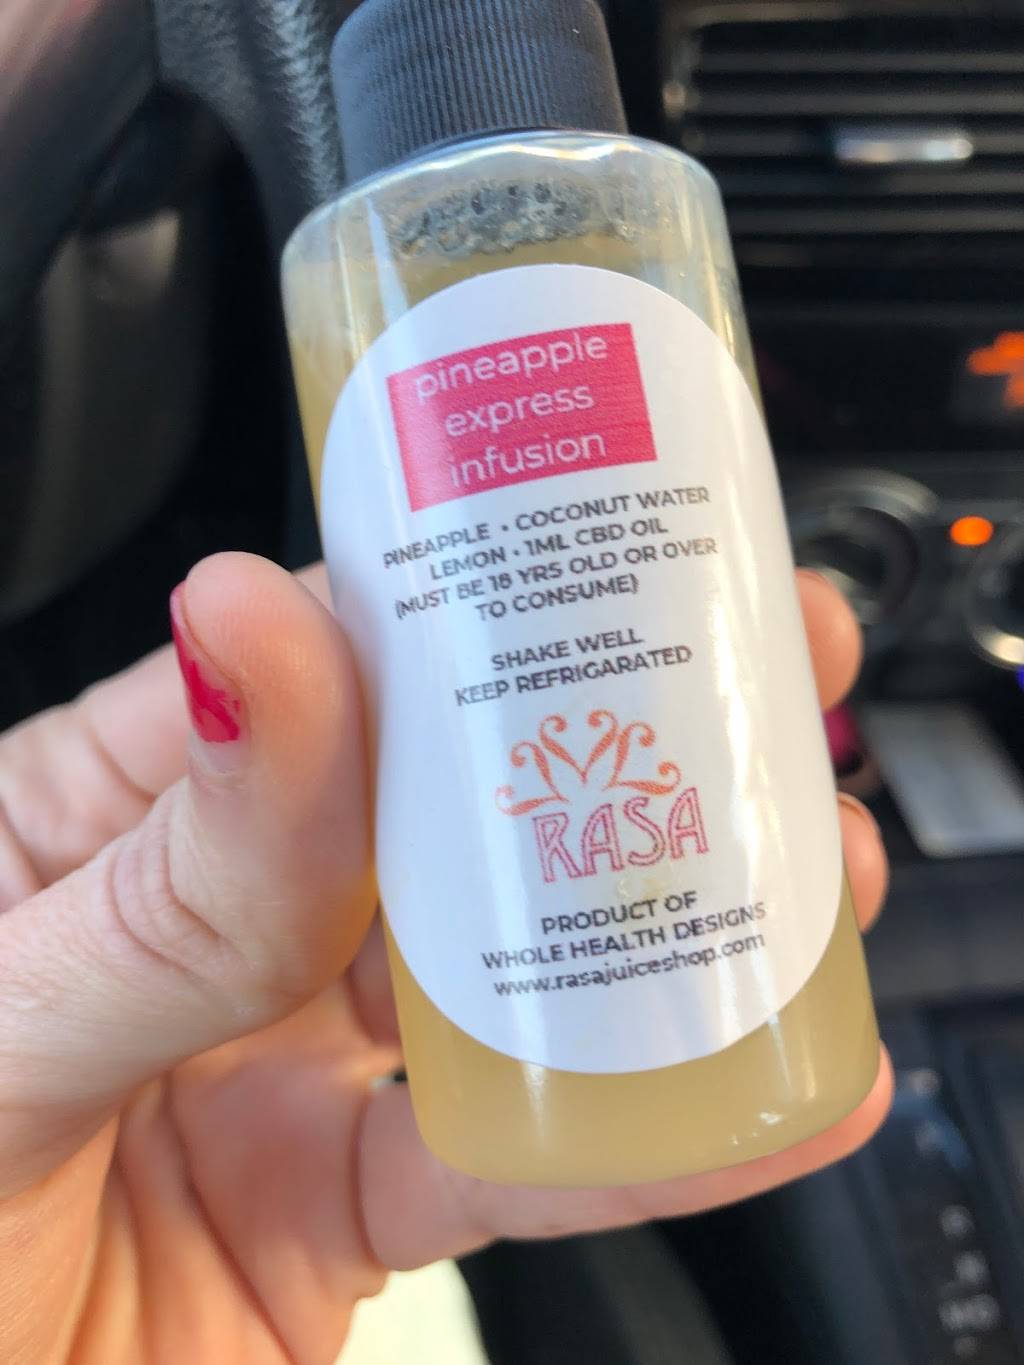 pineapple
express
infusion
PINEAPPLE • COCONUT WATER
LEMON • 1ML CBD OIL
(MUST BE 18 YRS OLD OR OVER
TO CONSUME)
SHAKE WELL
KEEP REFRIGARATED
RASA
PRODUCT OF
WHOLE HEALTH DESIGNS
www.rasajuiceshop.com